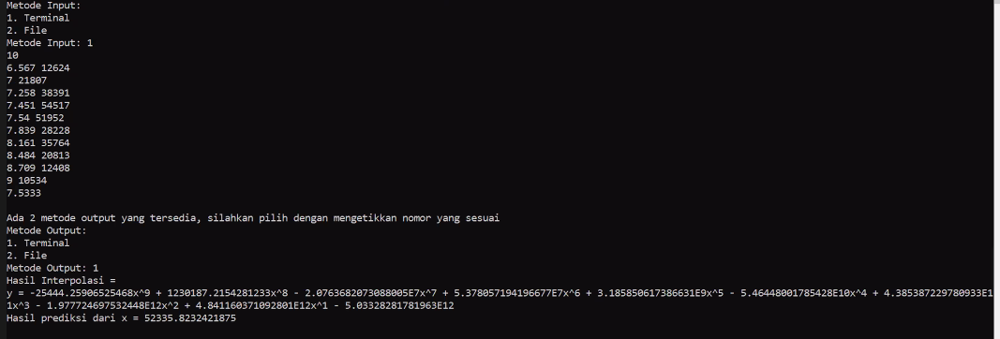 Metode Input:
1. Terminal
2. File
Metode Input: 1
10
6.567 12624
7 21807
7.258 38391
7.451 54517
7.54 51952
7.839 28228
8.161 35764
8.484 20813
8.709 12408
9 10534
7.5333
Ada 2 metode output yang tersedia, silahkan pilih dengan mengetikkan nomor yang sesuai
Metode Output:
1. Terminal
2. File
Metode Output: 1
Hasil Interpolasi =
y = -25444.25906525468x^9 + 1230187.2154281233x^8 - 2.0763682073088005E7x^7 + 5.378057194196677E7x^6 + 3.185850617386631E9x^5 - 5.46448001785428E10x^4 + 4.385387229780933E1
1x^3 - 1.977724697532448E12x^2 + 4.841160371092801E12x^1 - 5.03328281781963E12
Hasil prediksi dari x = 52335.8232421875